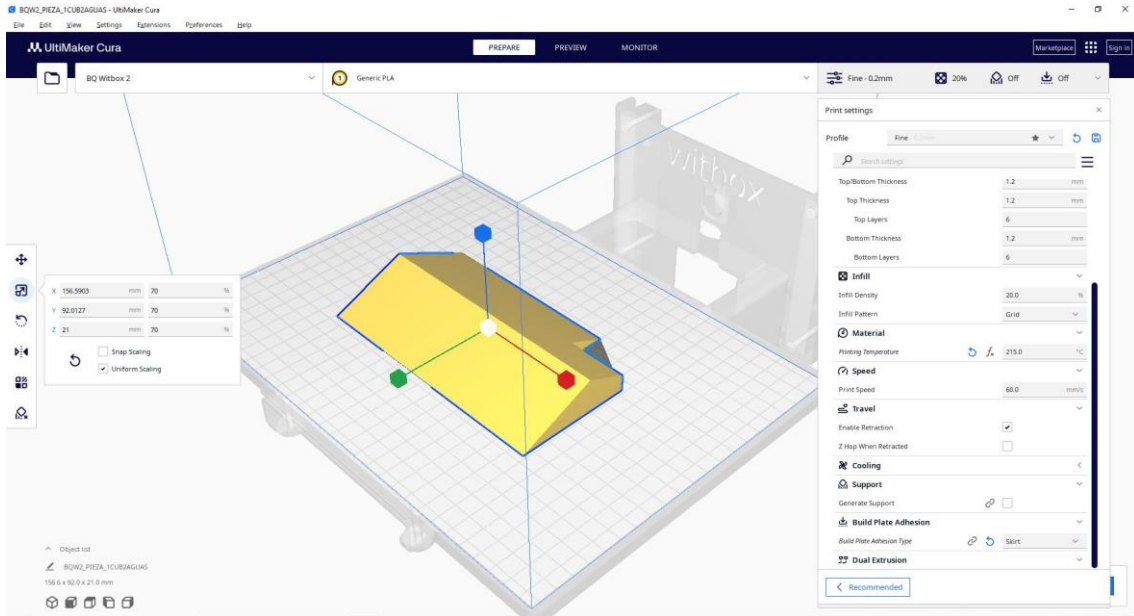 BQW2_PIEZA_1CUB2AGUAS - UltiMaker Cura
File Edit View Settings Extensions Preferences Help
UltiMaker Cura
PREPARE PREVIEW MONITOR
Marketplace Sign in
BQ Witbox 2
1 Generic PLA
Fine - 0.2mm 20% Off Off
Print settings
Profile Fine 0.2mm
Search settings
Top/Bottom Thickness 1.2 mm
Top Thickness 1.2 mm
Top Layers 6
Bottom Thickness 1.2 mm
Bottom Layers 6
Infill
Infill Density 20.0 %
Infill Pattern Grid
Material
Printing Temperature fx 215.0 °C
Speed
Print Speed 60.0 mm/s
Travel
Enable Retraction
Z Hop When Retracted
Cooling
Support
Generate Support
Build Plate Adhesion
Build Plate Adhesion Type Skirt
Dual Extrusion
Recommended
witbox
X 156.5903 mm 70 %
Y 92.0127 mm 70 %
Z 21 mm 70 %
Snap Scaling
Uniform Scaling
Object list
BQW2_PIEZA_1CUB2AGUAS
156.6 x 92.0 x 21.0 mm